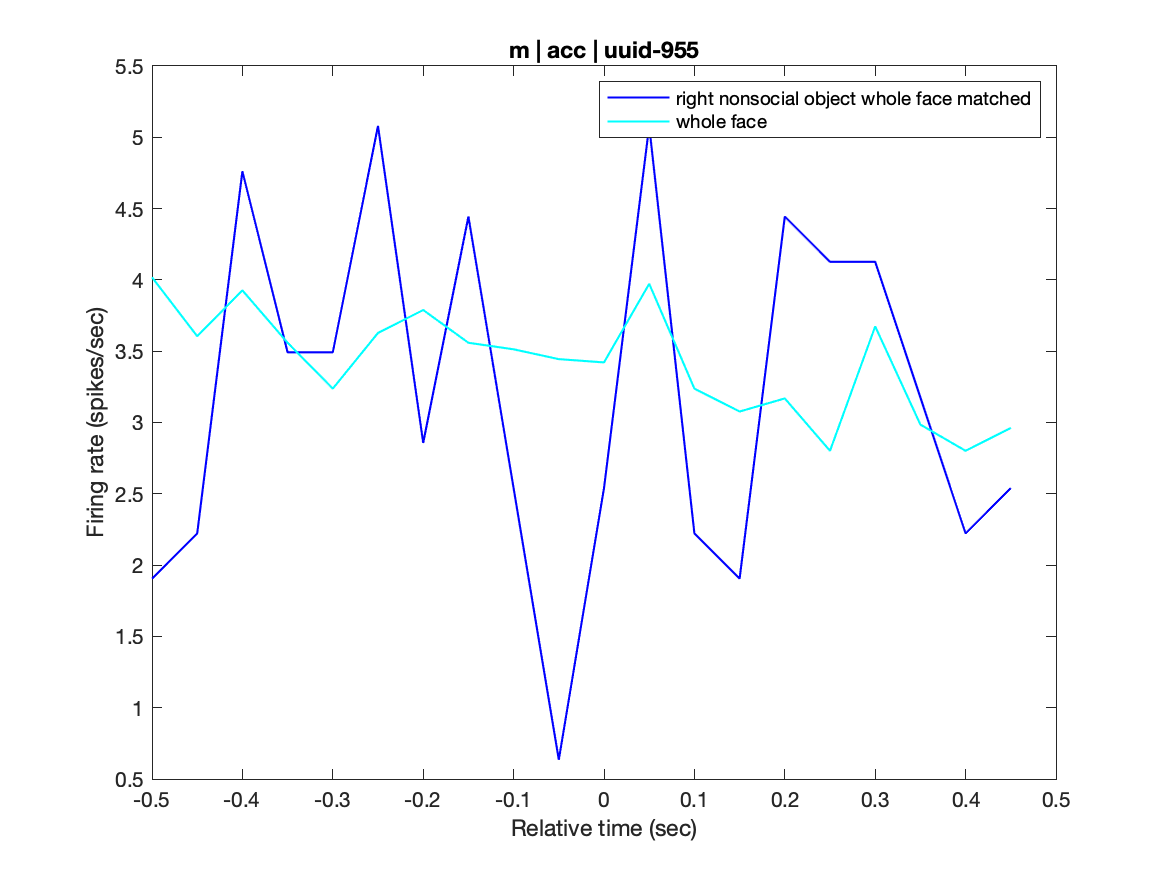 m | acc | uuid-955
right nonsocial object whole face matched
whole face
5.5
5
4.5
4
3.5
3
2.5
2
1.5
1
0.5
Firing rate (spikes/sec)
-0.5 -0.4 -0.3 -0.2 -0.1 0 0.1 0.2 0.3 0.4 0.5
Relative time (sec)